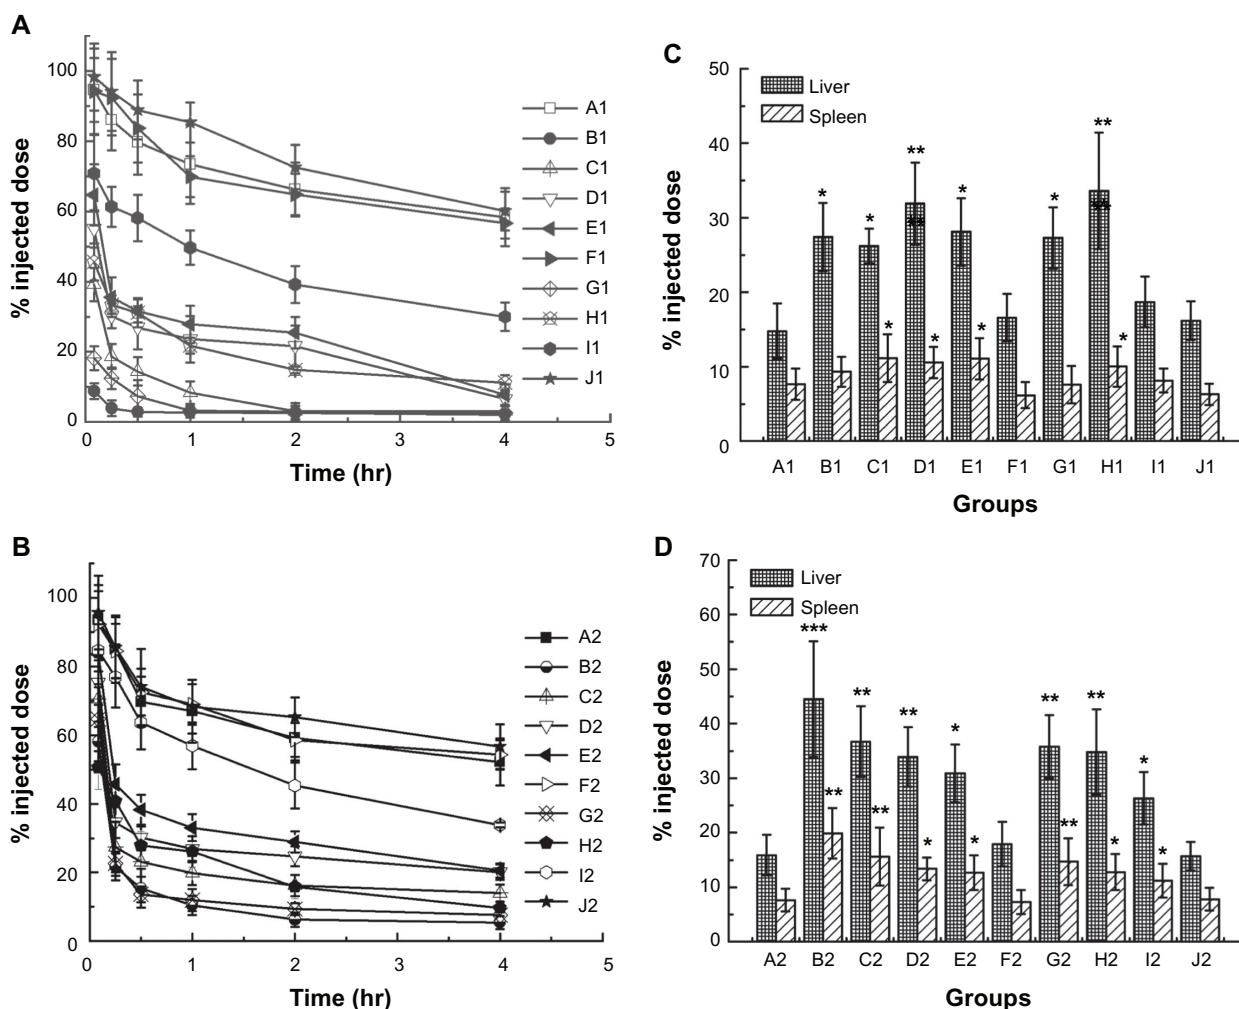 A
% injected dose
100
80
60
40
20
0
0 1 2 3 4 5
Time (hr)
A1
B1
C1
D1
E1
F1
G1
H1
I1
J1
C
% injected dose
50
40
30
20
10
0
Liver
Spleen
* * ** * * **
** **
* * * *
A1 B1 C1 D1 E1 F1 G1 H1 I1 J1
Groups
B
% injected dose
100
80
60
40
20
0
0 1 2 3 4 5
Time (hr)
A2
B2
C2
D2
E2
F2
G2
H2
I2
J2
D
% injected dose
70
60
50
40
30
20
10
0
Liver
Spleen
*** ** ** * ** ** *
** ** * * ** * *
A2 B2 C2 D2 E2 F2 G2 H2 I2 J2
Groups